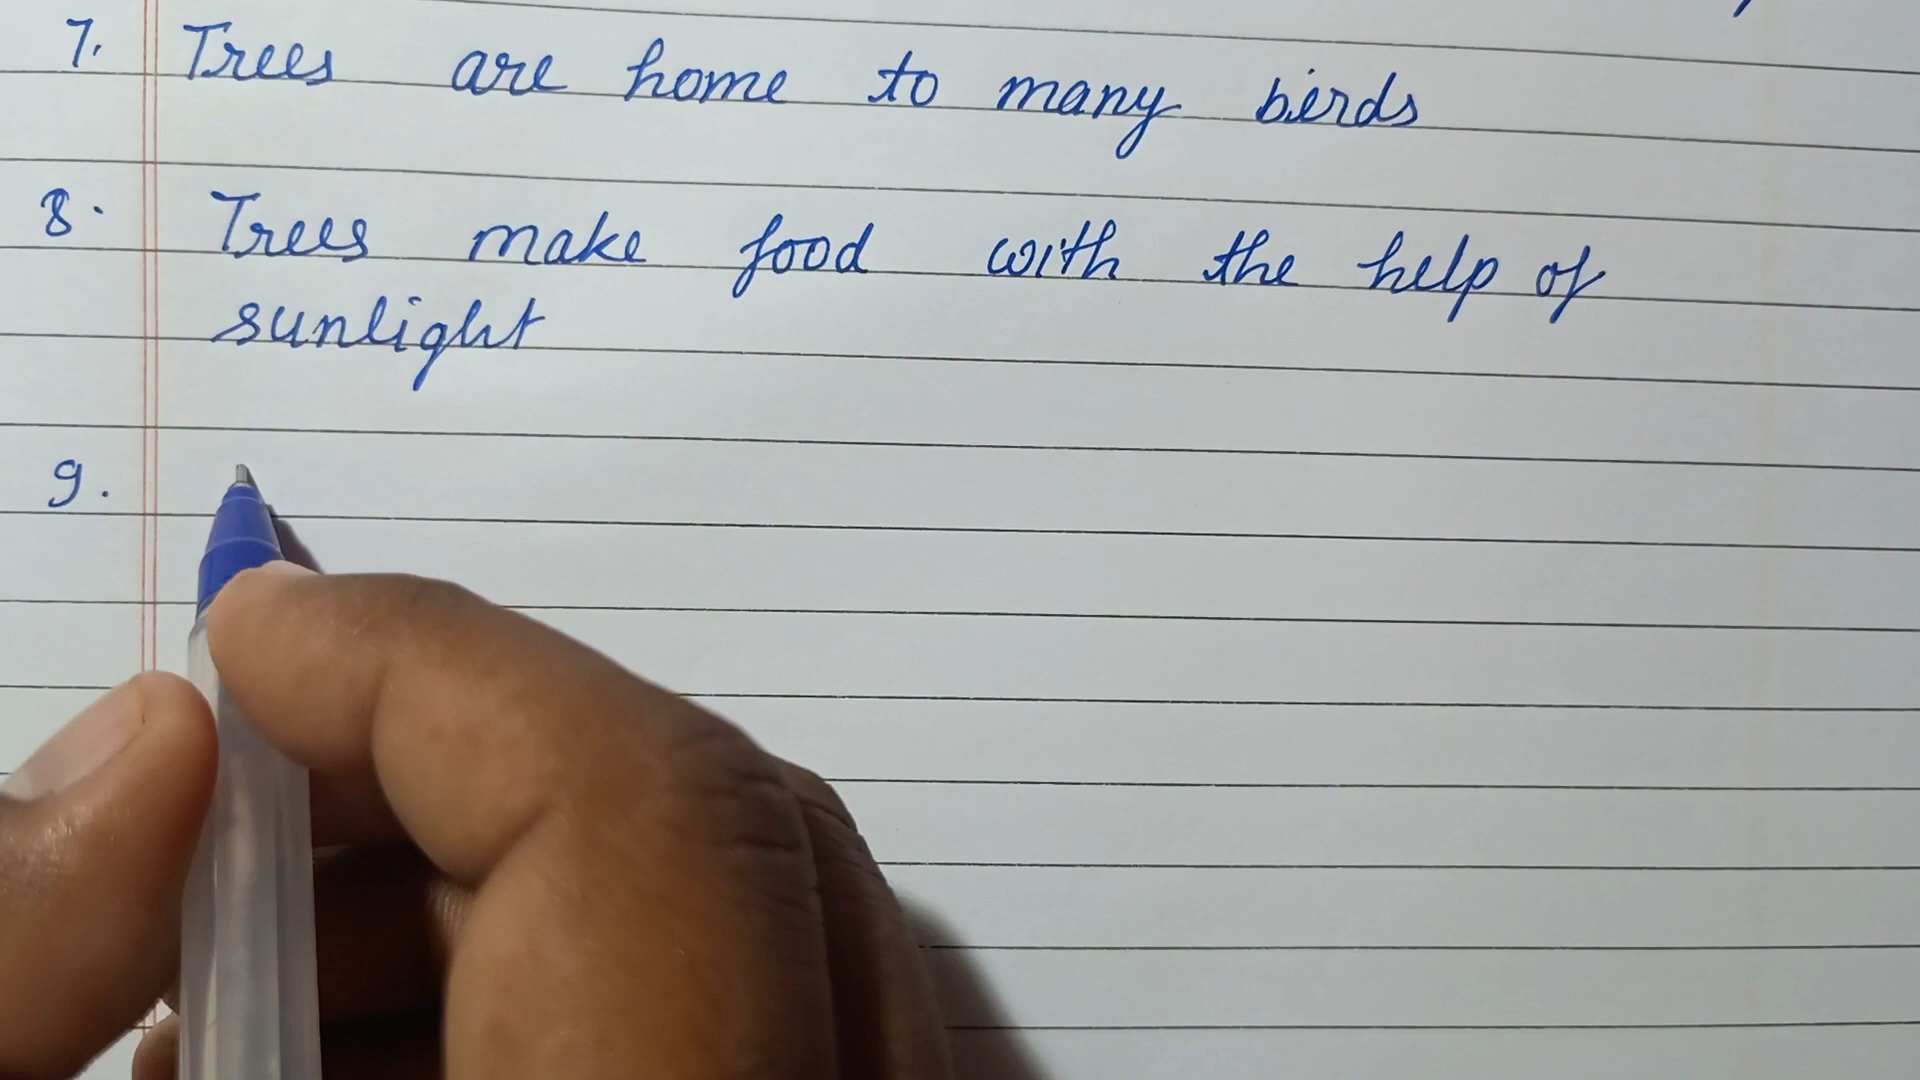 7. Trees are home to many birds
8. Trees make food with the help of
sunlight
9.